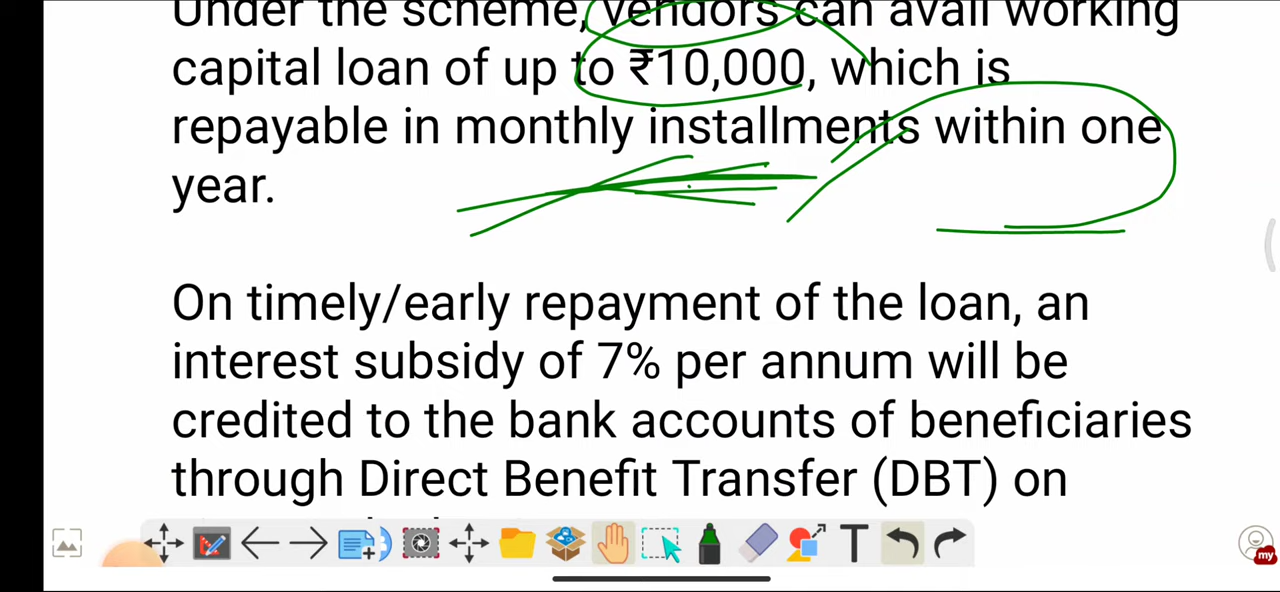 Under the scheme, vendors can avail working
capital loan of up to ₹10,000, which is
repayable in monthly installments within one
year.
On timely/early repayment of the loan, an
interest subsidy of 7% per annum will be
credited to the bank accounts of beneficiaries
through Direct Benefit Transfer (DBT) on
T
my